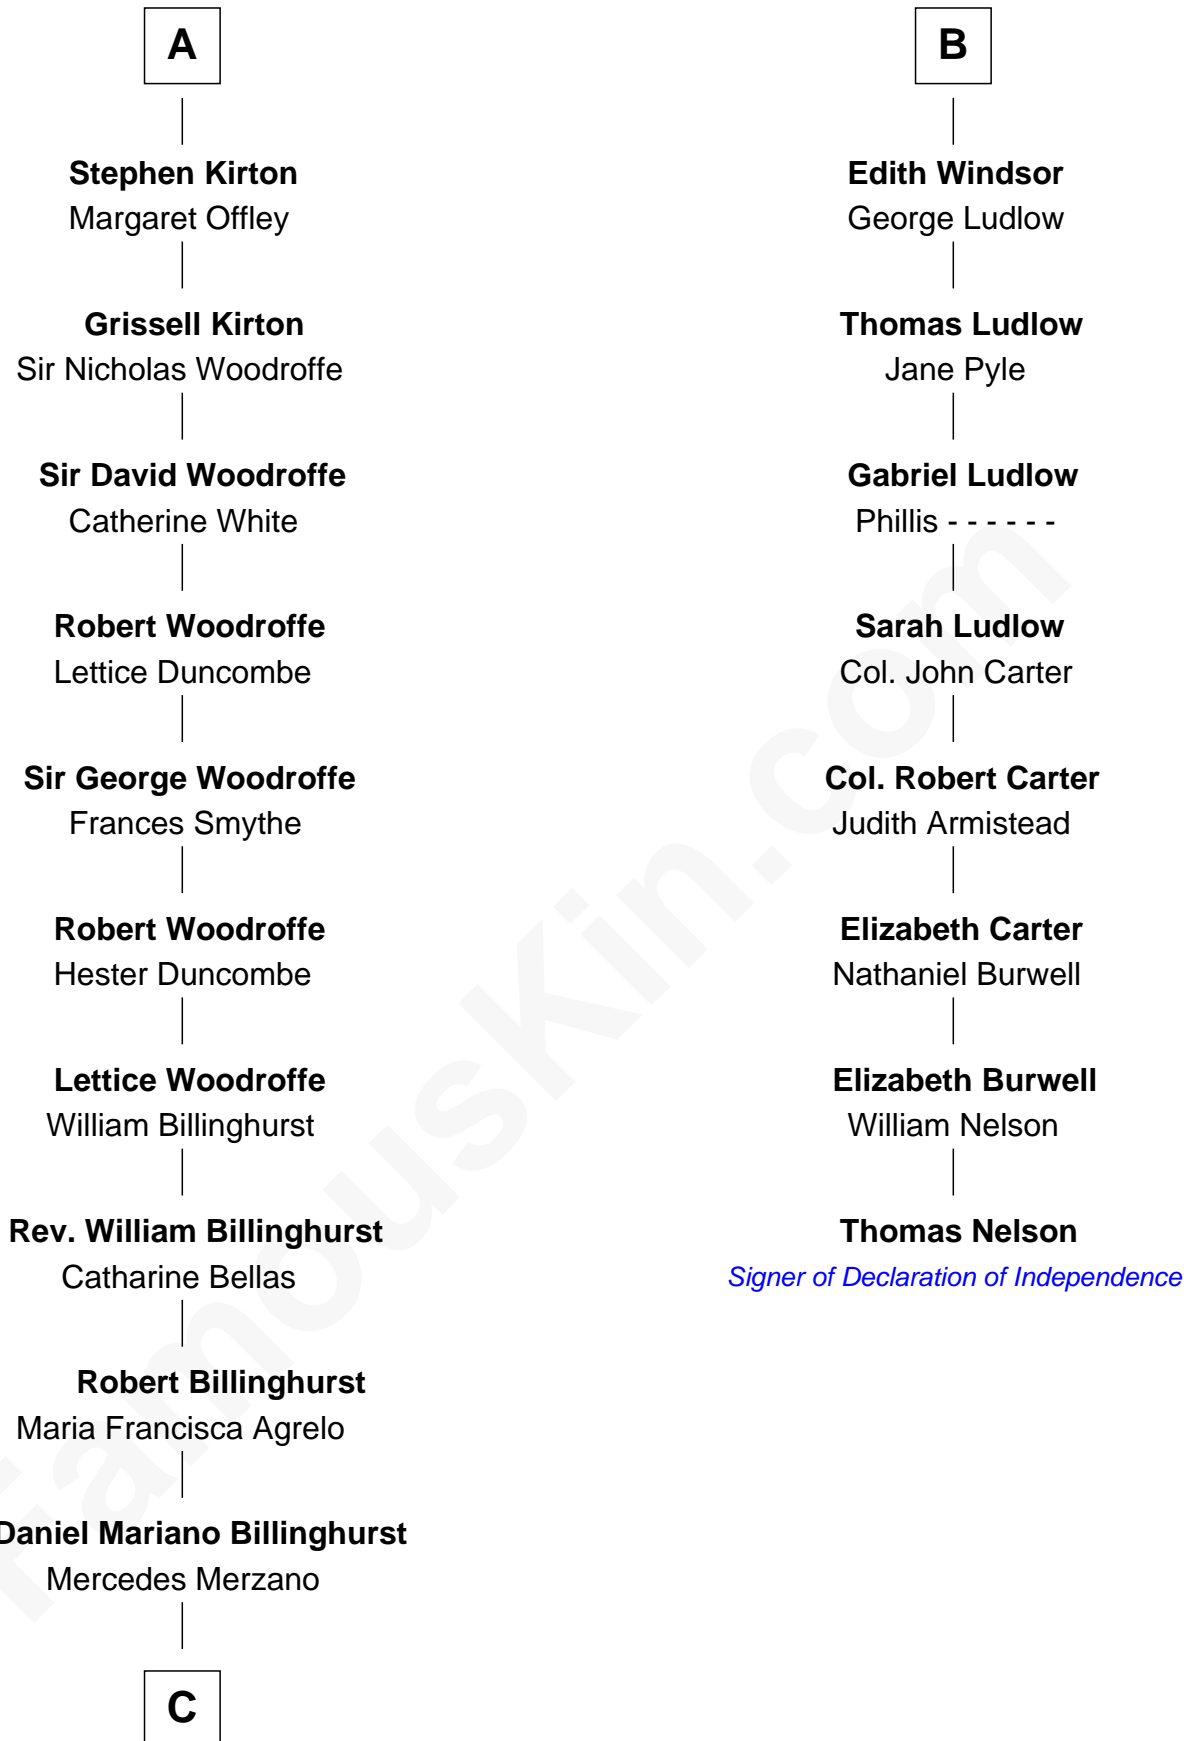 A
Stephen Kirton
Margaret Offley
Grissell Kirton
Sir Nicholas Woodroffe
Sir David Woodroffe
Catherine White
Robert Woodroffe
Lettice Duncombe
Sir George Woodroffe
Frances Smythe
Robert Woodroffe
Hester Duncombe
Lettice Woodroffe
William Billinghurst
Rev. William Billinghurst
Catharine Bellas
Robert Billinghurst
Maria Francisca Agrelo
Daniel Mariano Billinghurst
Mercedes Merzano
C
B
Edith Windsor
George Ludlow
Thomas Ludlow
Jane Pyle
Gabriel Ludlow
Phillis - - - - - -
Sarah Ludlow
Col. John Carter
Col. Robert Carter
Judith Armistead
Elizabeth Carter
Nathaniel Burwell
Elizabeth Burwell
William Nelson
Thomas Nelson
Signer of Declaration of Independence
FamousKin.com